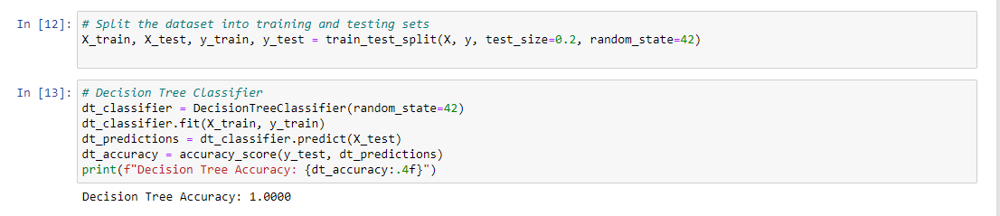 In [12]: # Split the dataset into training and testing sets
X_train, X_test, y_train, y_test = train_test_split(X, y, test_size=0.2, random_state=42)
In [13]: # Decision Tree Classifier
dt_classifier = DecisionTreeClassifier(random_state=42)
dt_classifier.fit(X_train, y_train)
dt_predictions = dt_classifier.predict(X_test)
dt_accuracy = accuracy_score(y_test, dt_predictions)
print(f"Decision Tree Accuracy: {dt_accuracy:.4f}")
Decision Tree Accuracy: 1.0000